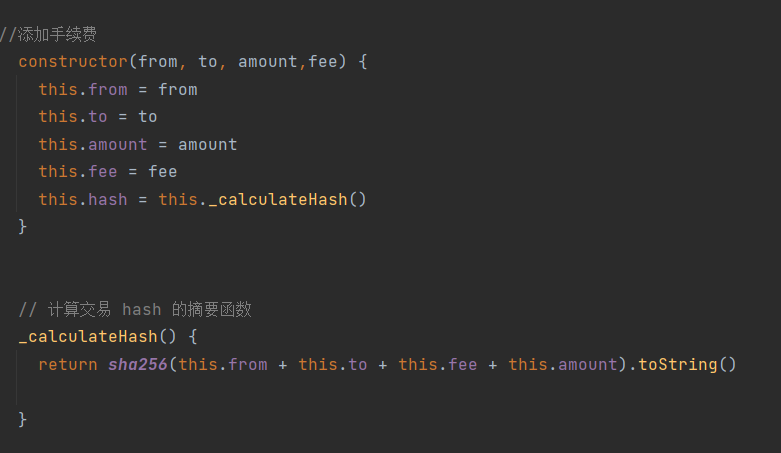 //添加手续费
constructor(from, to, amount,fee) {
this.from = from
this.to = to
this.amount = amount
this.fee = fee
this.hash = this._calculateHash()
}
// 计算交易 hash 的摘要函数
_calculateHash() {
return sha256(this.from + this.to + this.fee + this.amount).toString()
}